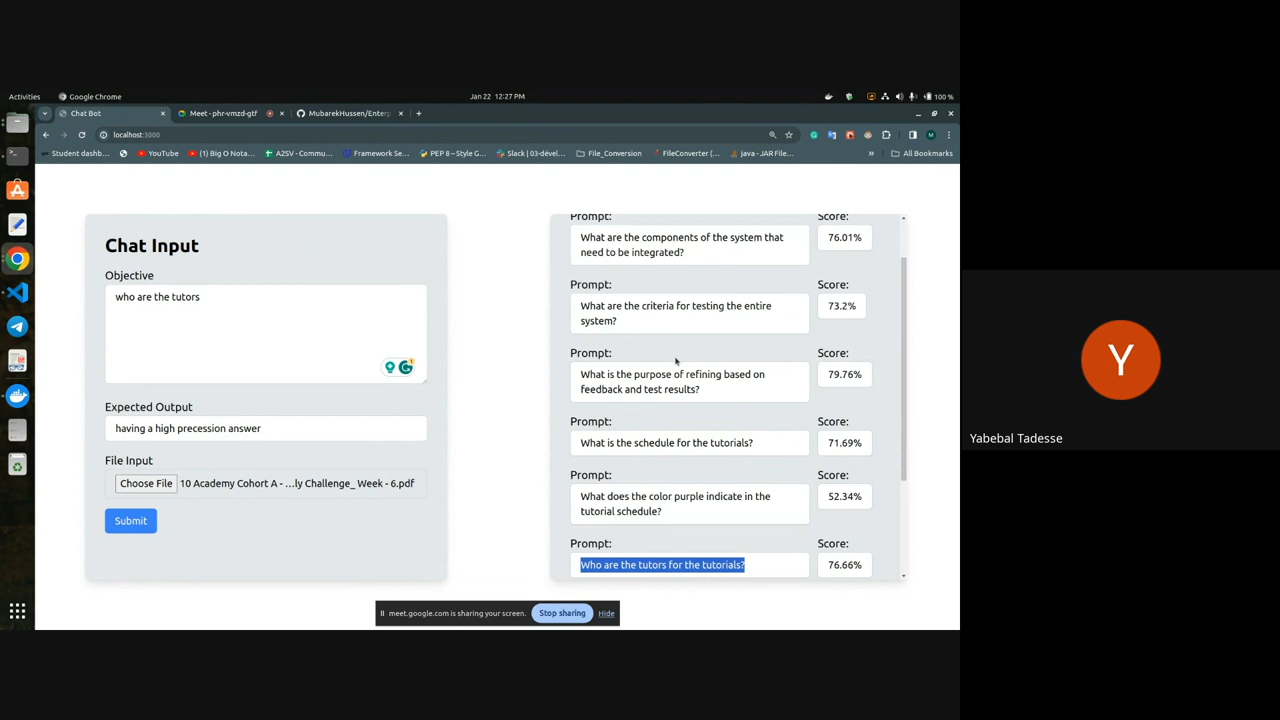 Activities
Google Chrome
Jan 22 12:27 PM
100 %
Chat Bot
Meet - phr-vmzd-gtf
MubarekHussen/Enterp
localhost:3000
Student dashb...
YouTube
(1) Big O Nota...
A2SV - Commu...
Framework Se...
PEP 8 – Style G...
Slack | 03-dével...
File_Conversion
FileConverter (...
java - JAR File...
»
All Bookmarks
Chat Input
Objective
who are the tutors
Expected Output
having a high precession answer
File Input
Choose File 10 Academy Cohort A - ...ly Challenge_ Week - 6.pdf
Submit
Prompt: Score:
What are the components of the system that
need to be integrated?
76.01%
Prompt: Score:
What are the criteria for testing the entire
system?
73.2%
Prompt: Score:
What is the purpose of refining based on
feedback and test results?
79.76%
Prompt: Score:
What is the schedule for the tutorials?
71.69%
Prompt: Score:
What does the color purple indicate in the
tutorial schedule?
52.34%
Prompt: Score:
Who are the tutors for the tutorials?
76.66%
meet.google.com is sharing your screen.
Stop sharing
Hide
Y
Yabebal Tadesse